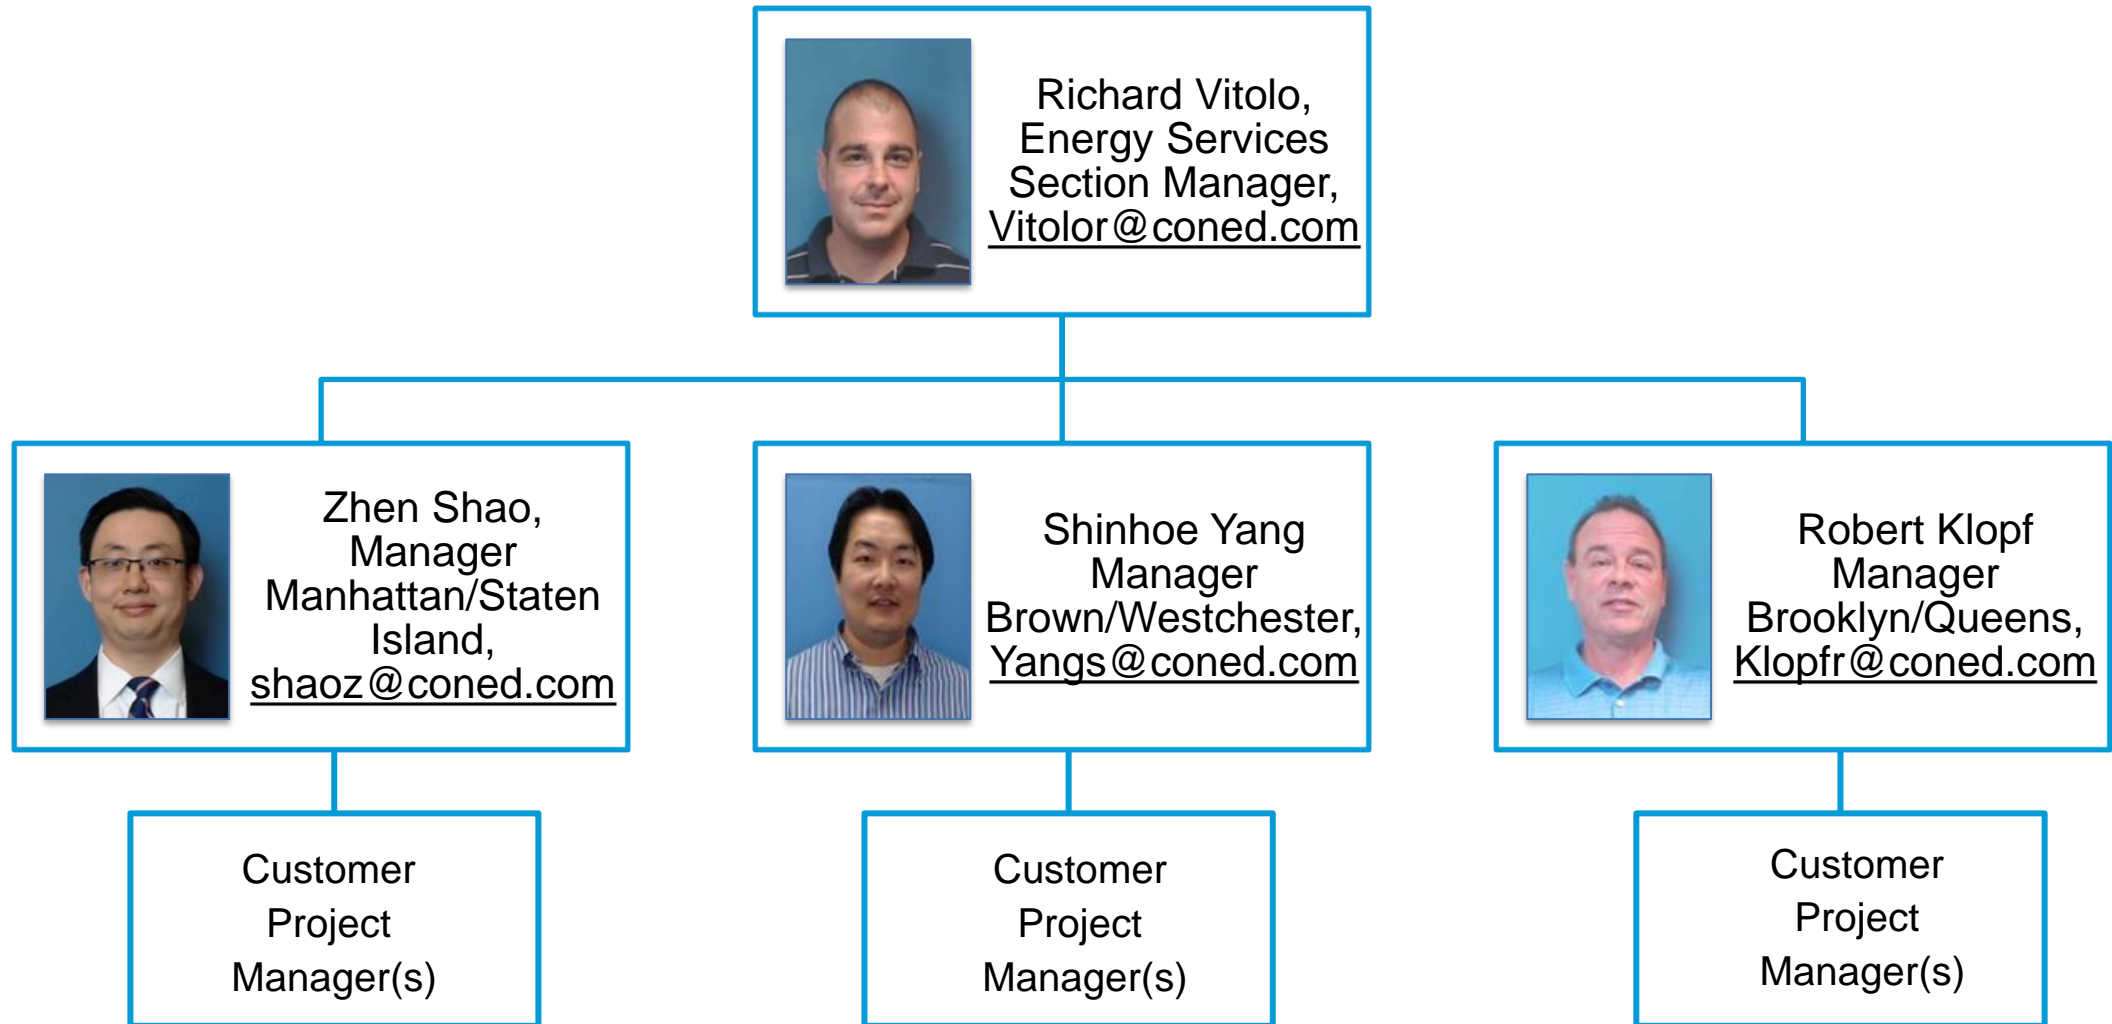 Richard Vitolo,
Energy Services
Section Manager,
Vitolor@coned.com
Zhen Shao,
Manager
Manhattan/Staten
Island,
shaoz@coned.com
Shinhoe Yang
Manager
Brown/Westchester,
Yangs@coned.com
Robert Klopf
Manager
Brooklyn/Queens,
Klopfr@coned.com
Customer
Project
Manager(s)
Customer
Project
Manager(s)
Customer
Project
Manager(s)